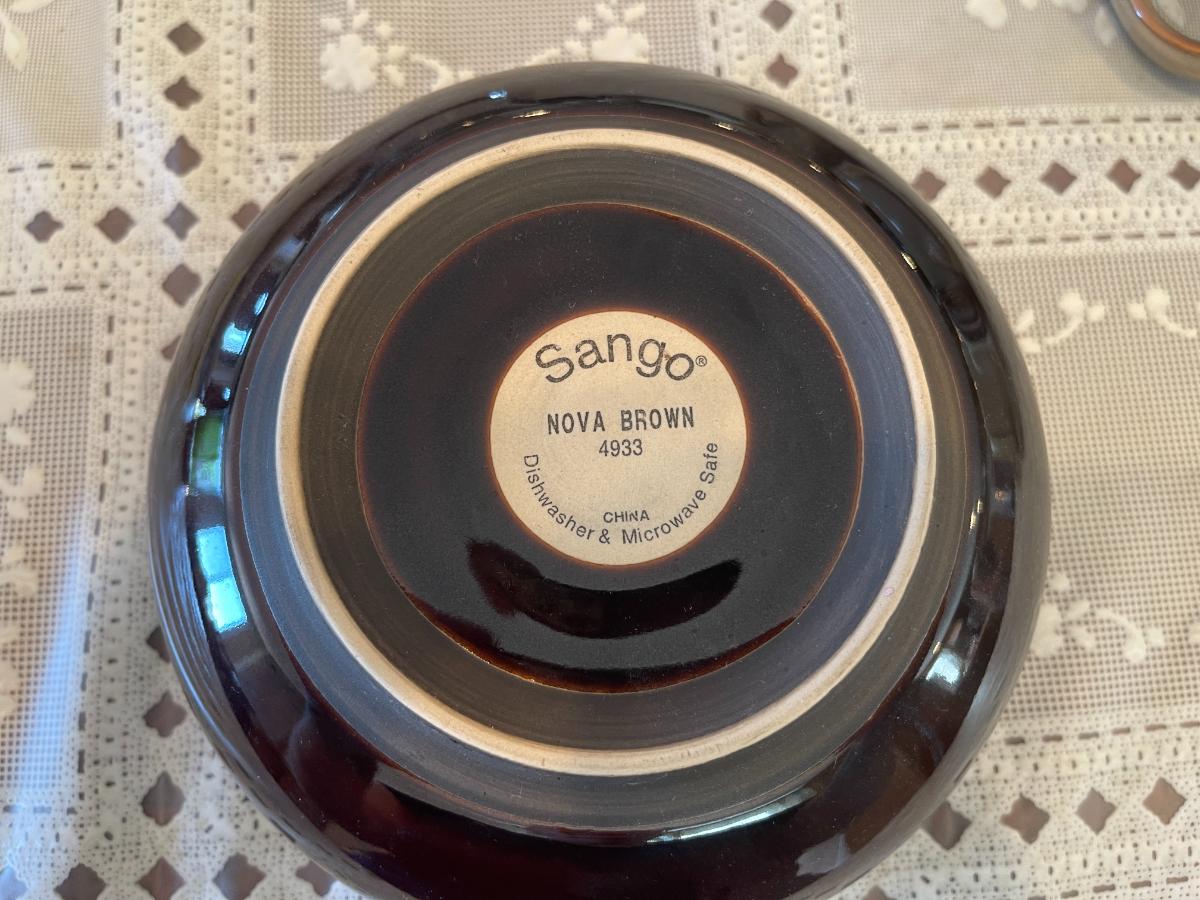 Sango®
NOVA BROWN
4933
CHINA
Dishwasher & Microwave Safe